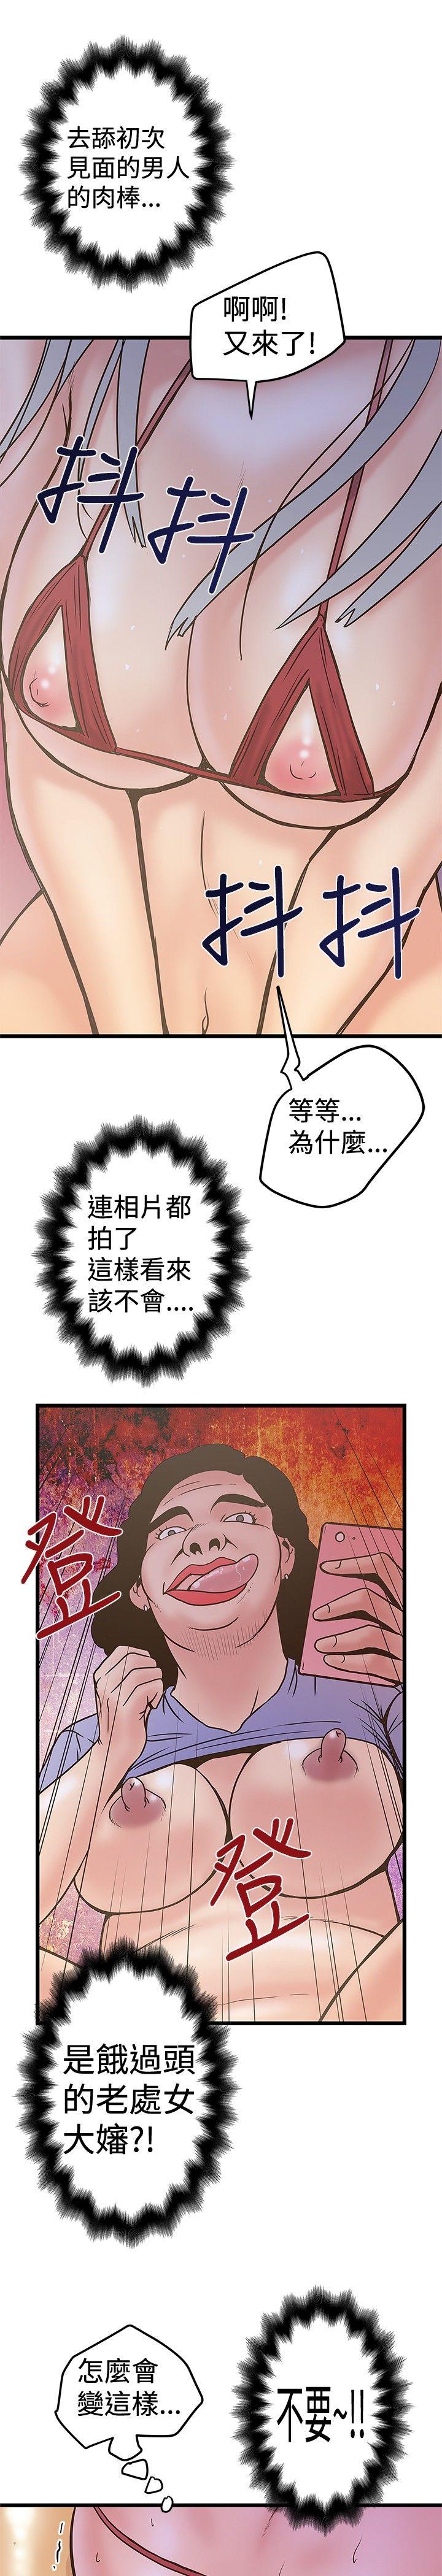 去舔初次
見面的男人
的肉棒...
啊啊!
又來了!
抖
抖
抖
抖
等等...
為什麼...
連相片都
拍了
這樣看來
該不會....
登
登
是餓過頭
的老處女
大嬸?!
怎麼會
變這樣...
不要~!!